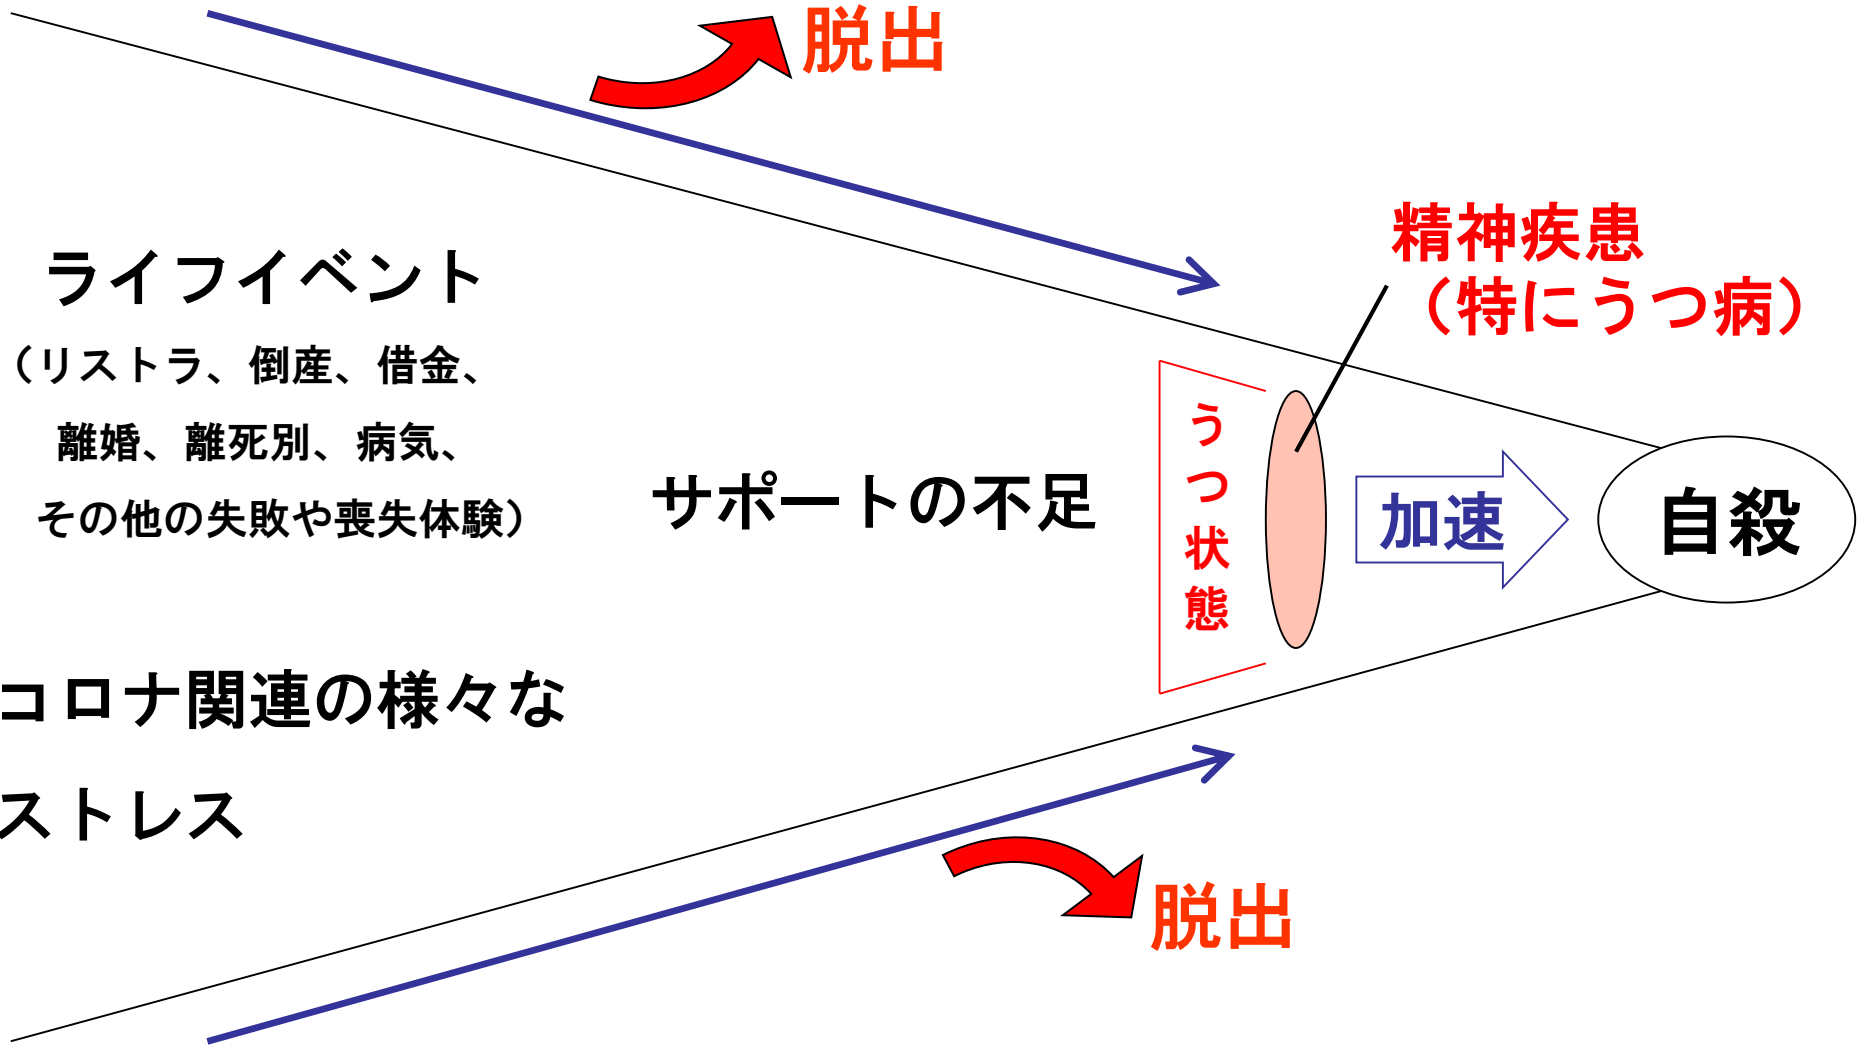 脱出
精神疾患
（特にうつ病）
ライフイベント
（リストラ、倒産、借金、
離婚、離死別、病気、
その他の失敗や喪失体験）
サポートの不足
うつ状態
加速
自殺
コロナ関連の様々な
ストレス
脱出